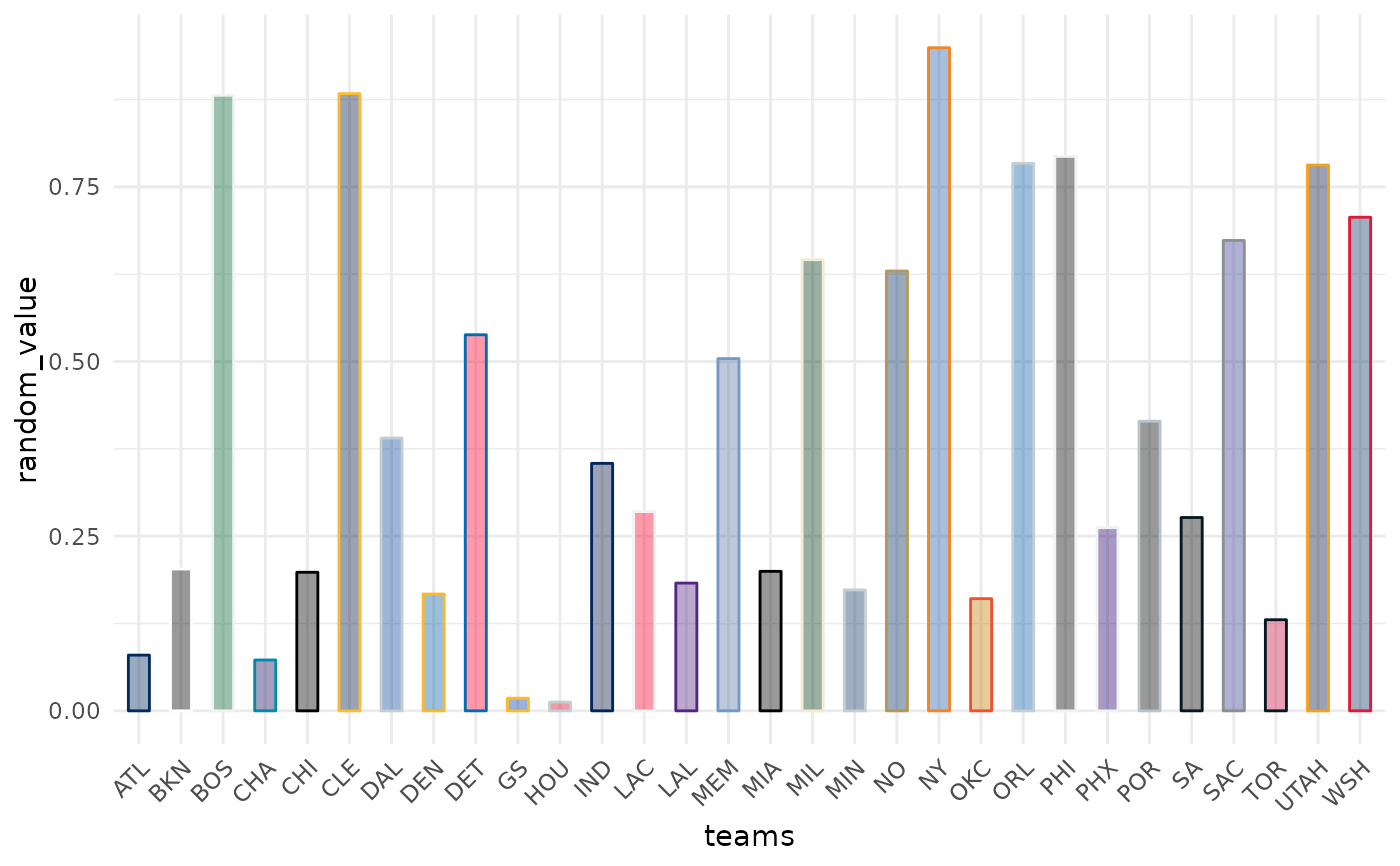 random_value
0.75
0.50
0.25
0.00
ATL BKN BOS CHA CHI CLE DAL DEN DET GS HOU IND LAC LAL MEM MIA MIL MIN NO NY OKC ORL PHI PHX POR SA SAC TOR UTAH WSH
teams